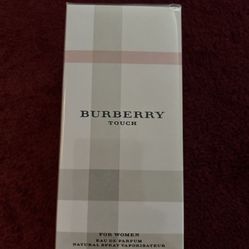 BURBERRY
TOUCH
FOR WOMEN
EAU DE PARFUM
NATURAL SPRAY VAPORISATEUR